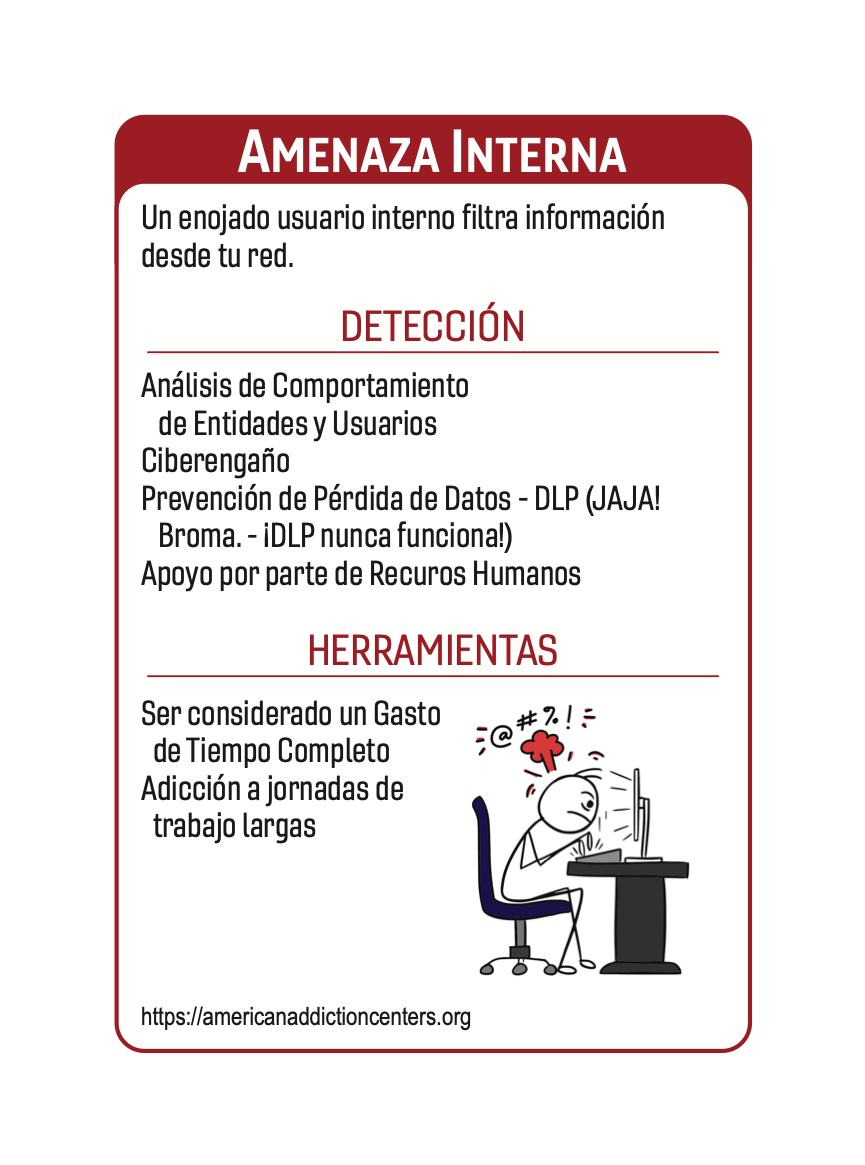 AMENAZA INTERNA
Un enojado usuario interno filtra información
desde tu red.
DETECCIÓN
Análisis de Comportamiento
de Entidades y Usuarios
Ciberengaño
Prevención de Pérdida de Datos - DLP (JAJA!
Broma. - ¡DLP nunca funciona!)
Apoyo por parte de Recuros Humanos
HERRAMIENTAS
Ser considerado un Gasto
de Tiempo Completo
Adicción a jornadas de
trabajo largas
@#%!
https://americanaddictioncenters.org